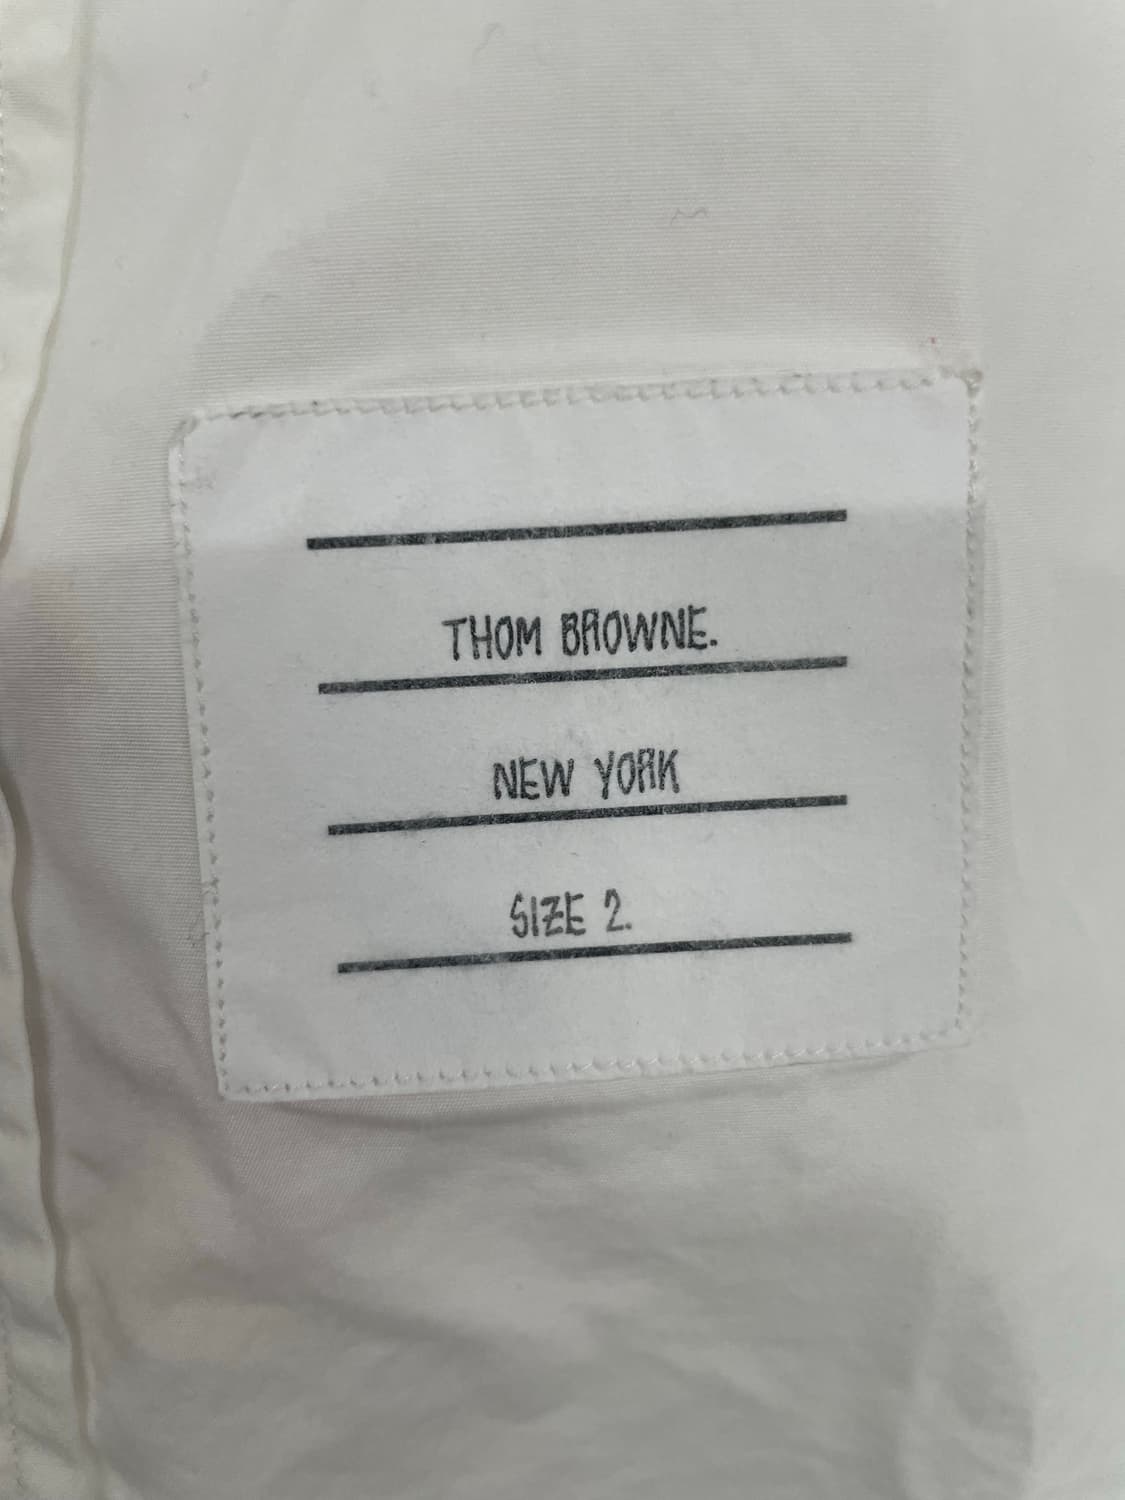 THOM BROWNE.
NEW YORK
SIZE 2.